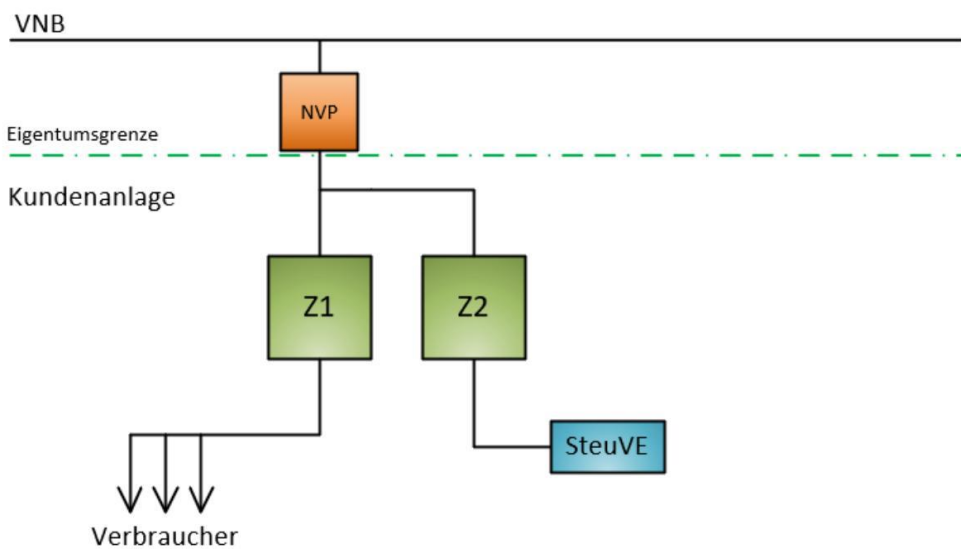 VNB
NVP
Eigentumsgrenze
Kundenanlage
Z1
Z2
SteuVE
Verbraucher